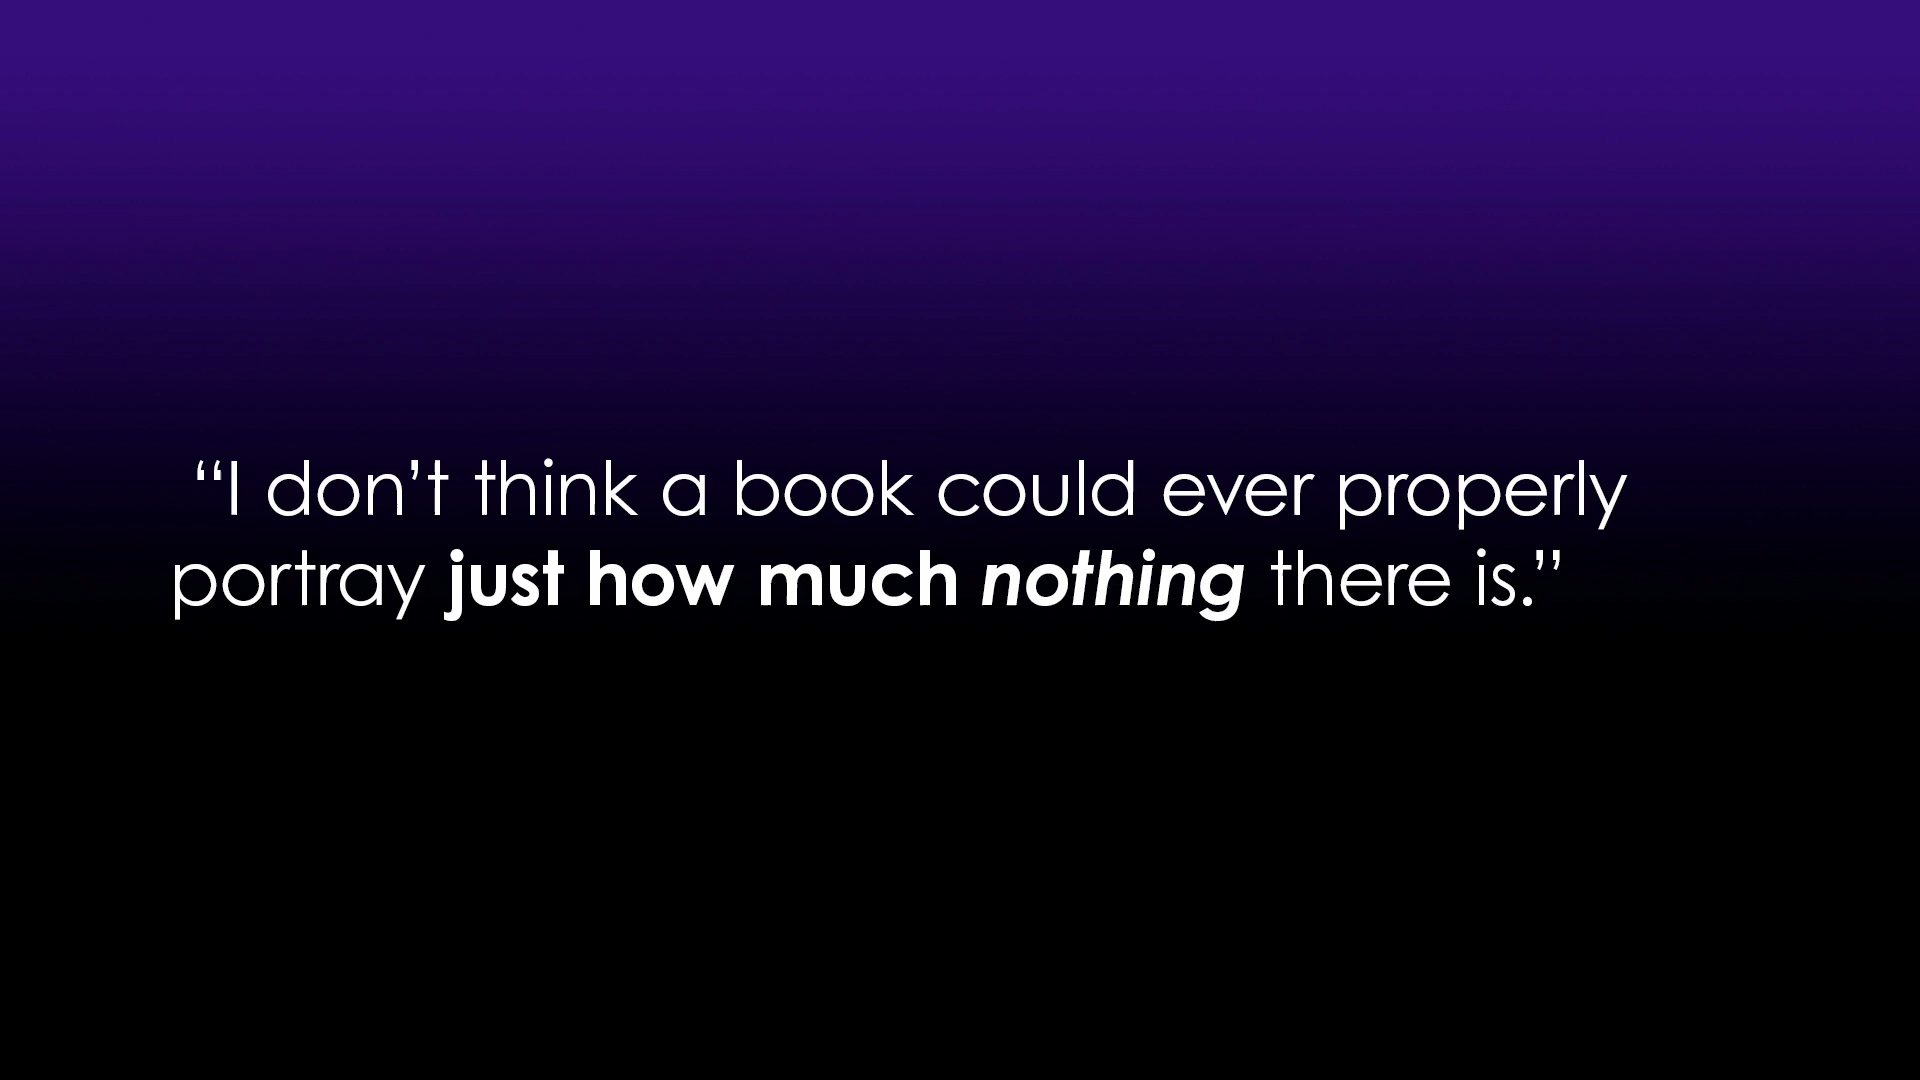 “I don’t think a book could ever properly
portray just how much nothing there is.”